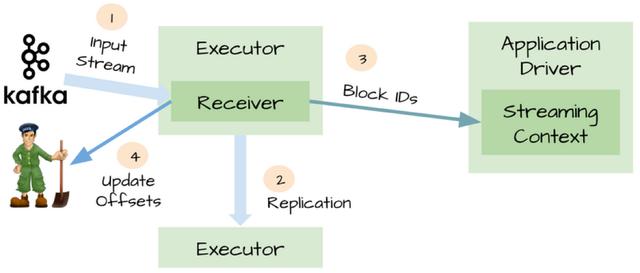 1
Input
Stream
kafka
Executor
Receiver
3
Block IDs
Application
Driver
Streaming
Context
4
Update
Offsets
2
Replication
Executor